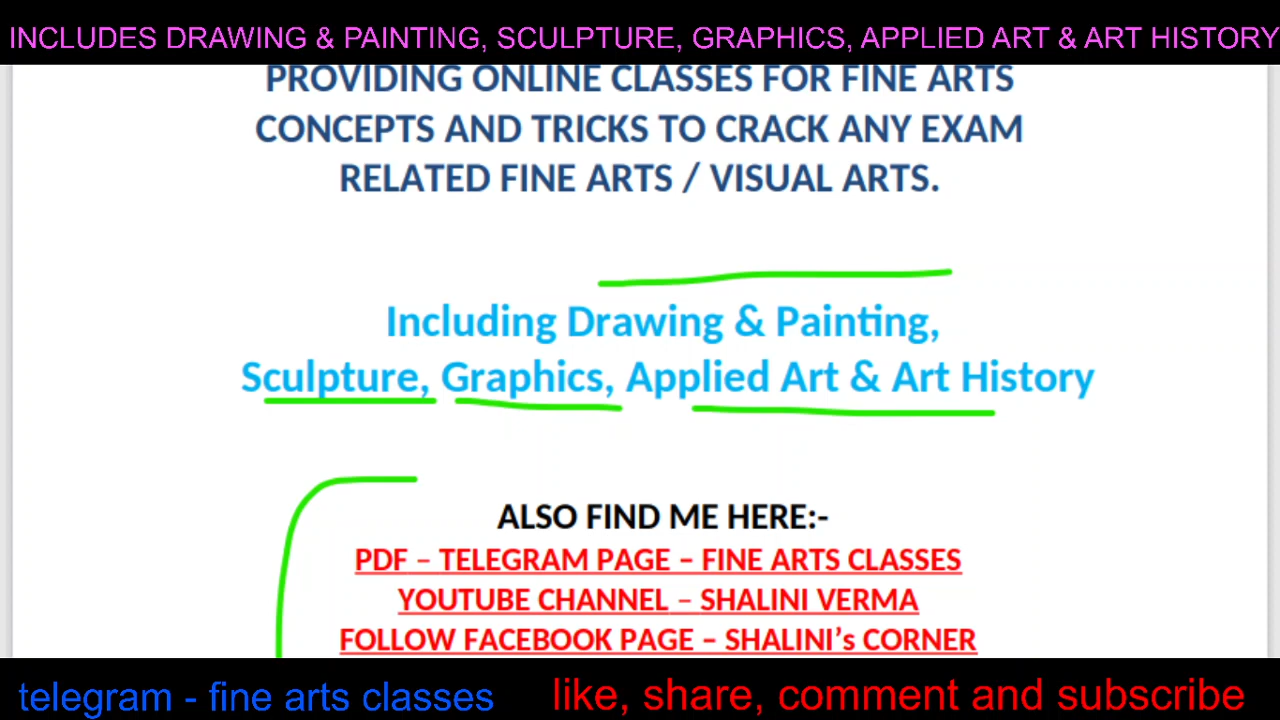 INCLUDES DRAWING & PAINTING, SCULPTURE, GRAPHICS, APPLIED ART & ART HISTORY
PROVIDING ONLINE CLASSES FOR FINE ARTS
CONCEPTS AND TRICKS TO CRACK ANY EXAM
RELATED FINE ARTS / VISUAL ARTS.
Including Drawing & Painting,
Sculpture, Graphics, Applied Art & Art History
ALSO FIND ME HERE:-
PDF – TELEGRAM PAGE – FINE ARTS CLASSES
YOUTUBE CHANNEL – SHALINI VERMA
FOLLOW FACEBOOK PAGE – SHALINI’s CORNER
telegram - fine arts classes
like, share, comment and subscribe